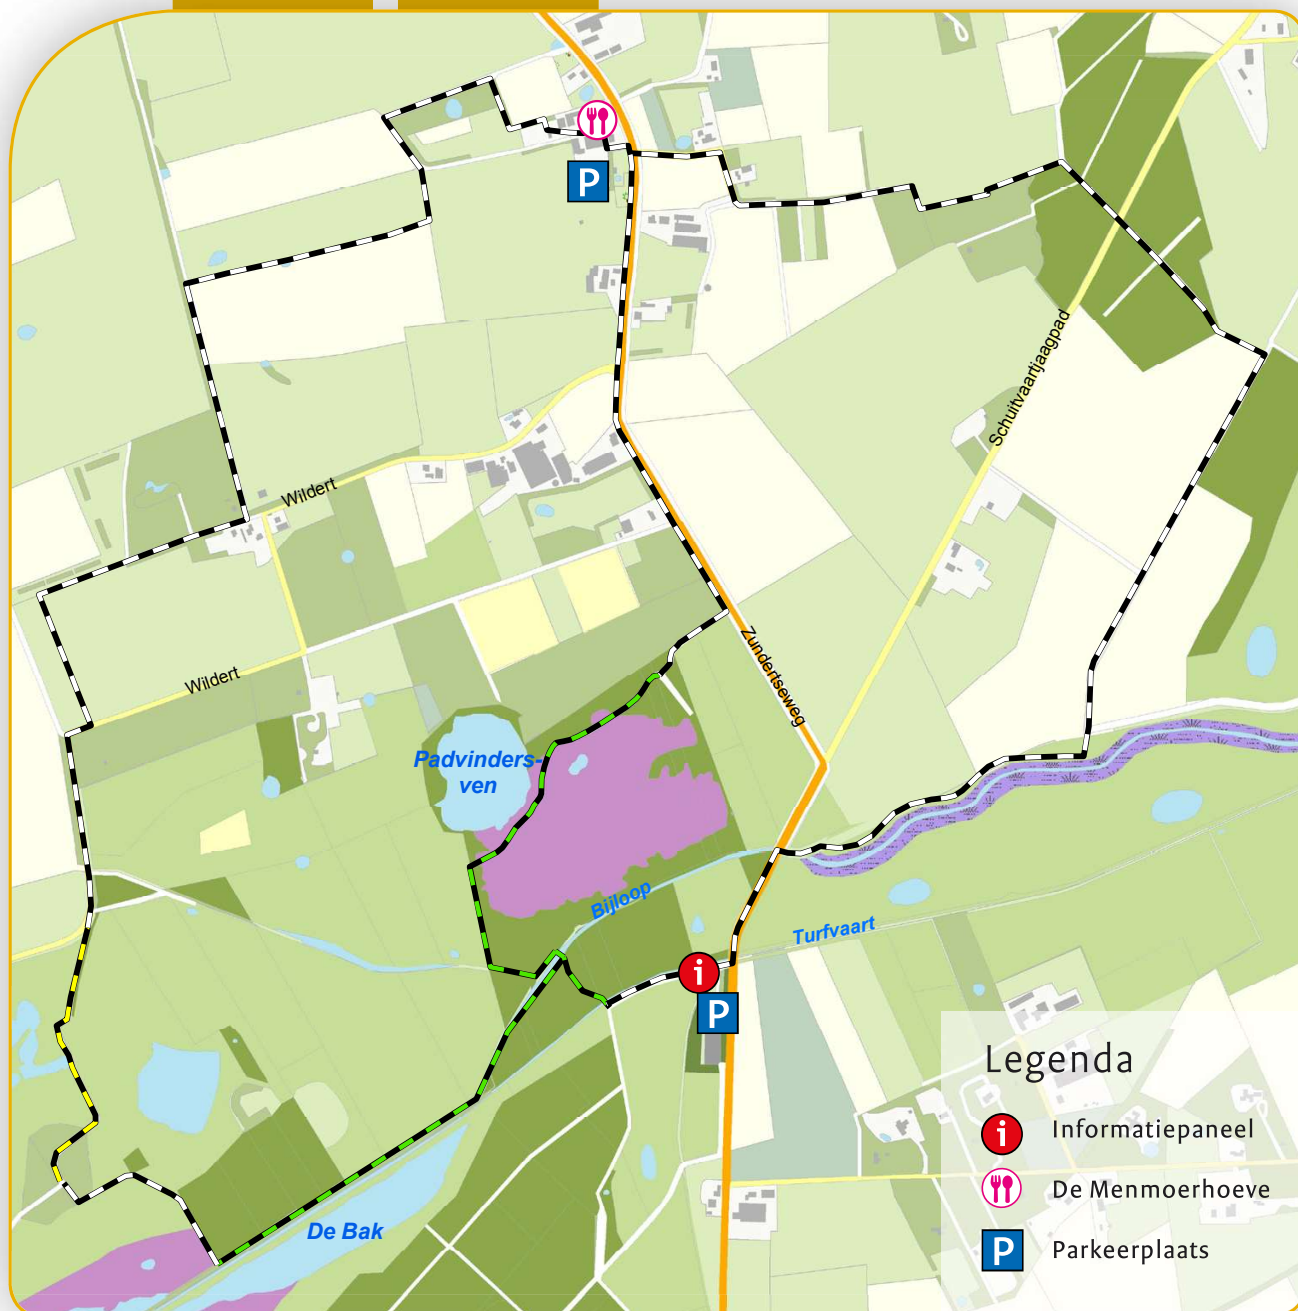 P
Schuitvaartjaagpad
Wildert
Wildert
Zundertseweg
Padvinders-
ven
Bijloop
Turfvaart
i
P
De Bak
Legenda
i Informatiepaneel
De Menmoerhoeve
P Parkeerplaats